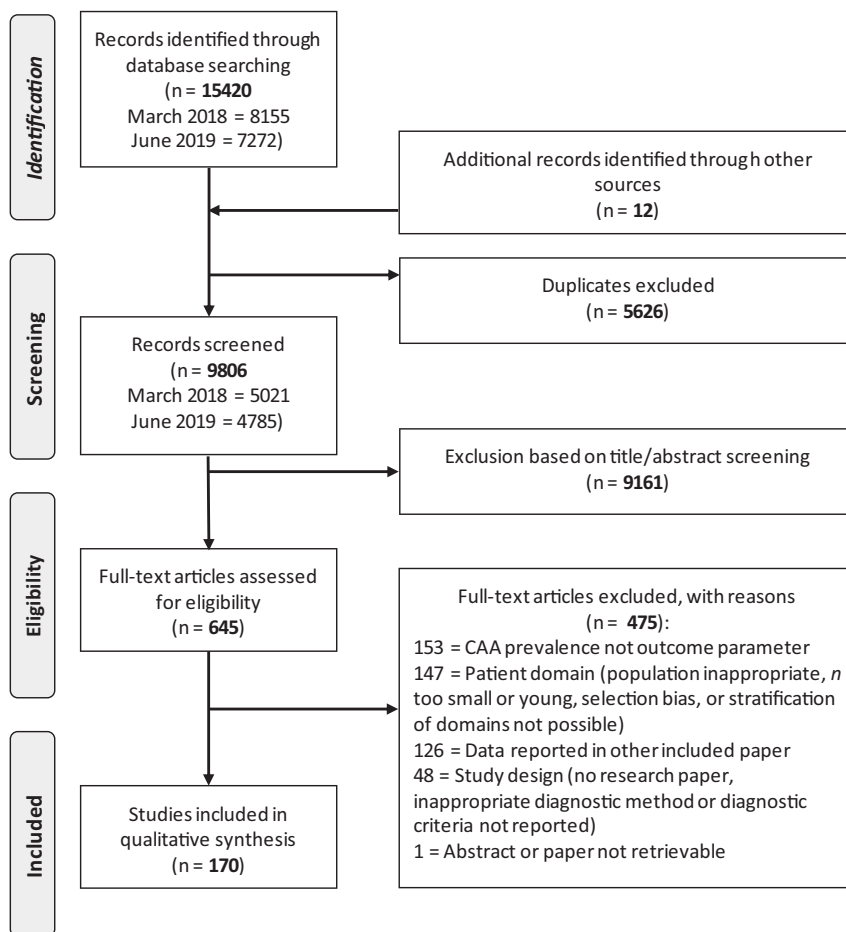 Identification
Records identified through
database searching
(n = 15420
March 2018 = 8155
June 2019 = 7272)
Additional records identified through other
sources
(n = 12)
Screening
Duplicates excluded
(n = 5626)
Records screened
(n = 9806
March 2018 = 5021
June 2019 = 4785)
Exclusion based on title/abstract screening
(n = 9161)
Eligibility
Full-text articles assessed
for eligibility
(n = 645)
Full-text articles excluded, with reasons
(n = 475):
153 = CAA prevalence not outcome parameter
147 = Patient domain (population inappropriate, n
too small or young, selection bias, or stratification
of domains not possible)
126 = Data reported in other included paper
48 = Study design (no research paper,
inappropriate diagnostic method or diagnostic
criteria not reported)
1 = Abstract or paper not retrievable
Included
Studies included in
qualitative synthesis
(n = 170)